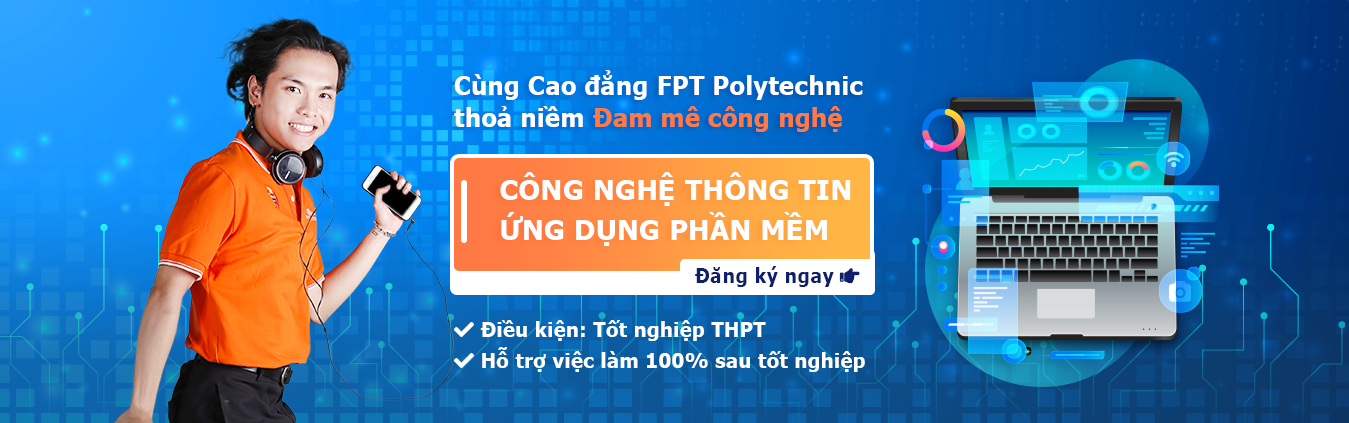 Cùng Cao đẳng FPT Polytechnic
thoả niềm Đam mê công nghệ
CÔNG NGHỆ THÔNG TIN
ỨNG DỤNG PHẦN MỀM
Đăng ký ngay
Điều kiện: Tốt nghiệp THPT
Hỗ trợ việc làm 100% sau tốt nghiệp